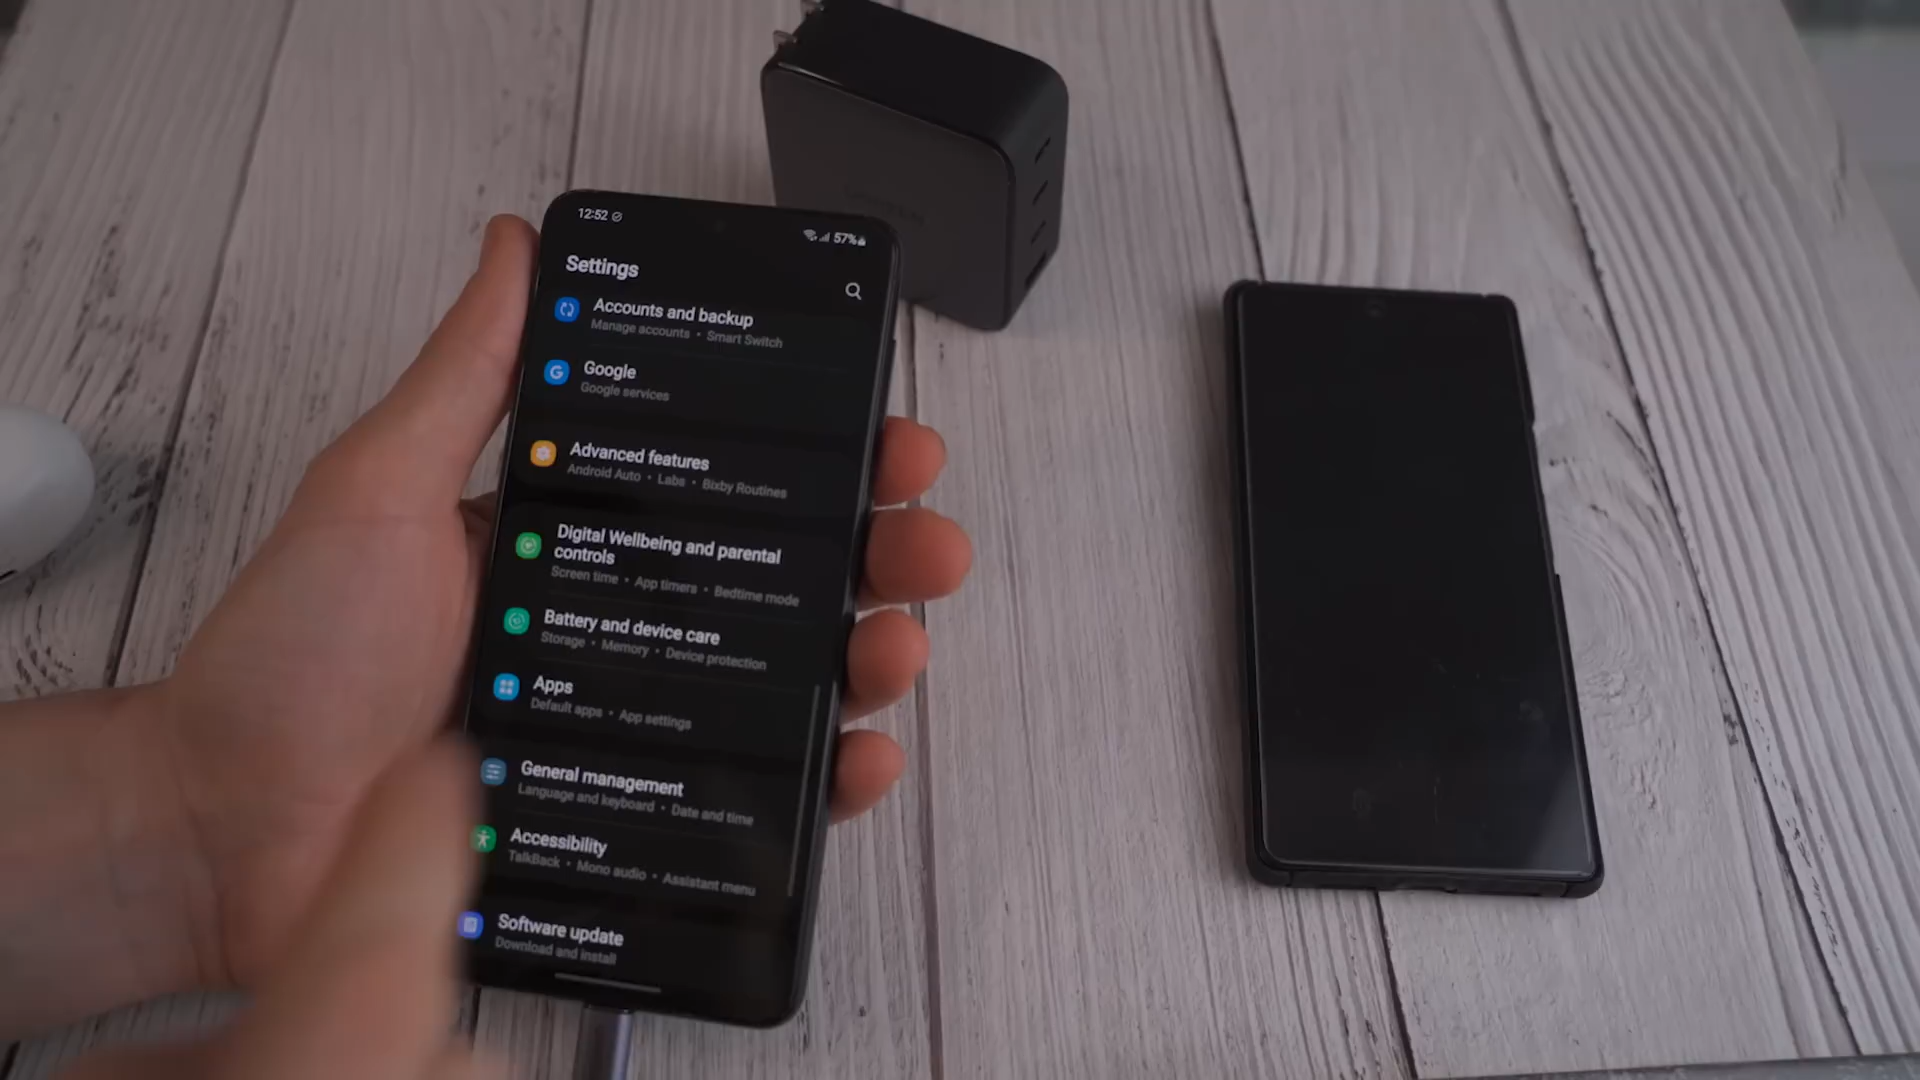 12:52
57%
Settings
Accounts and backup
Manage accounts • Smart Switch
Google
Google services
Advanced features
Android Auto • Labs • Bixby Routines
Digital Wellbeing and parental
controls
Screen time • App timers • Bedtime mode
Battery and device care
Storage • Memory • Device protection
Apps
Default apps • App settings
General management
Language and keyboard • Date and time
Accessibility
TalkBack • Mono audio • Assistant menu
Software update
Download and install